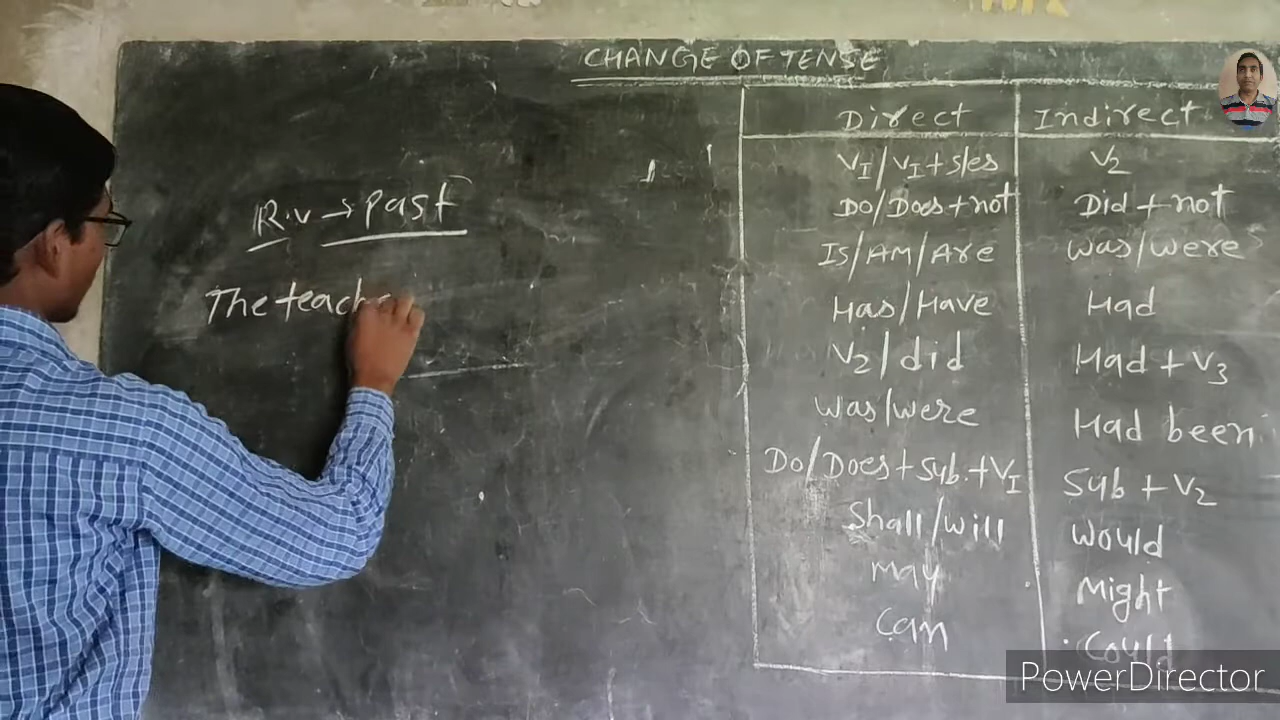 CHANGE OF TENSE
Direct Indirect
V1/V1+s/es V2
Do/Does+not Did+not
Is/AM/Are was/were
Has/Have Had
V2/did Had+V3
was/were Had been
Do/Does+Sub.+V1 Sub+V2
Shall/will Would
May Might
Can Could
R.V→Past
The teache
PowerDirector